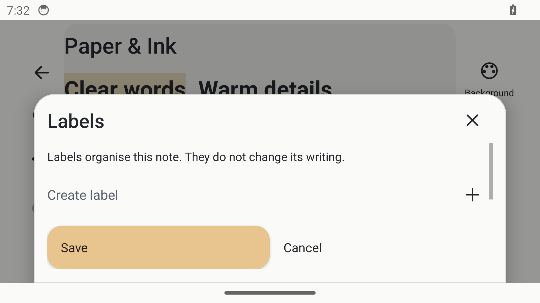 7:32
Paper & Ink
Clear words Warm details
Background
Labels
Labels organise this note. They do not change its writing.
Create label
Save
Cancel